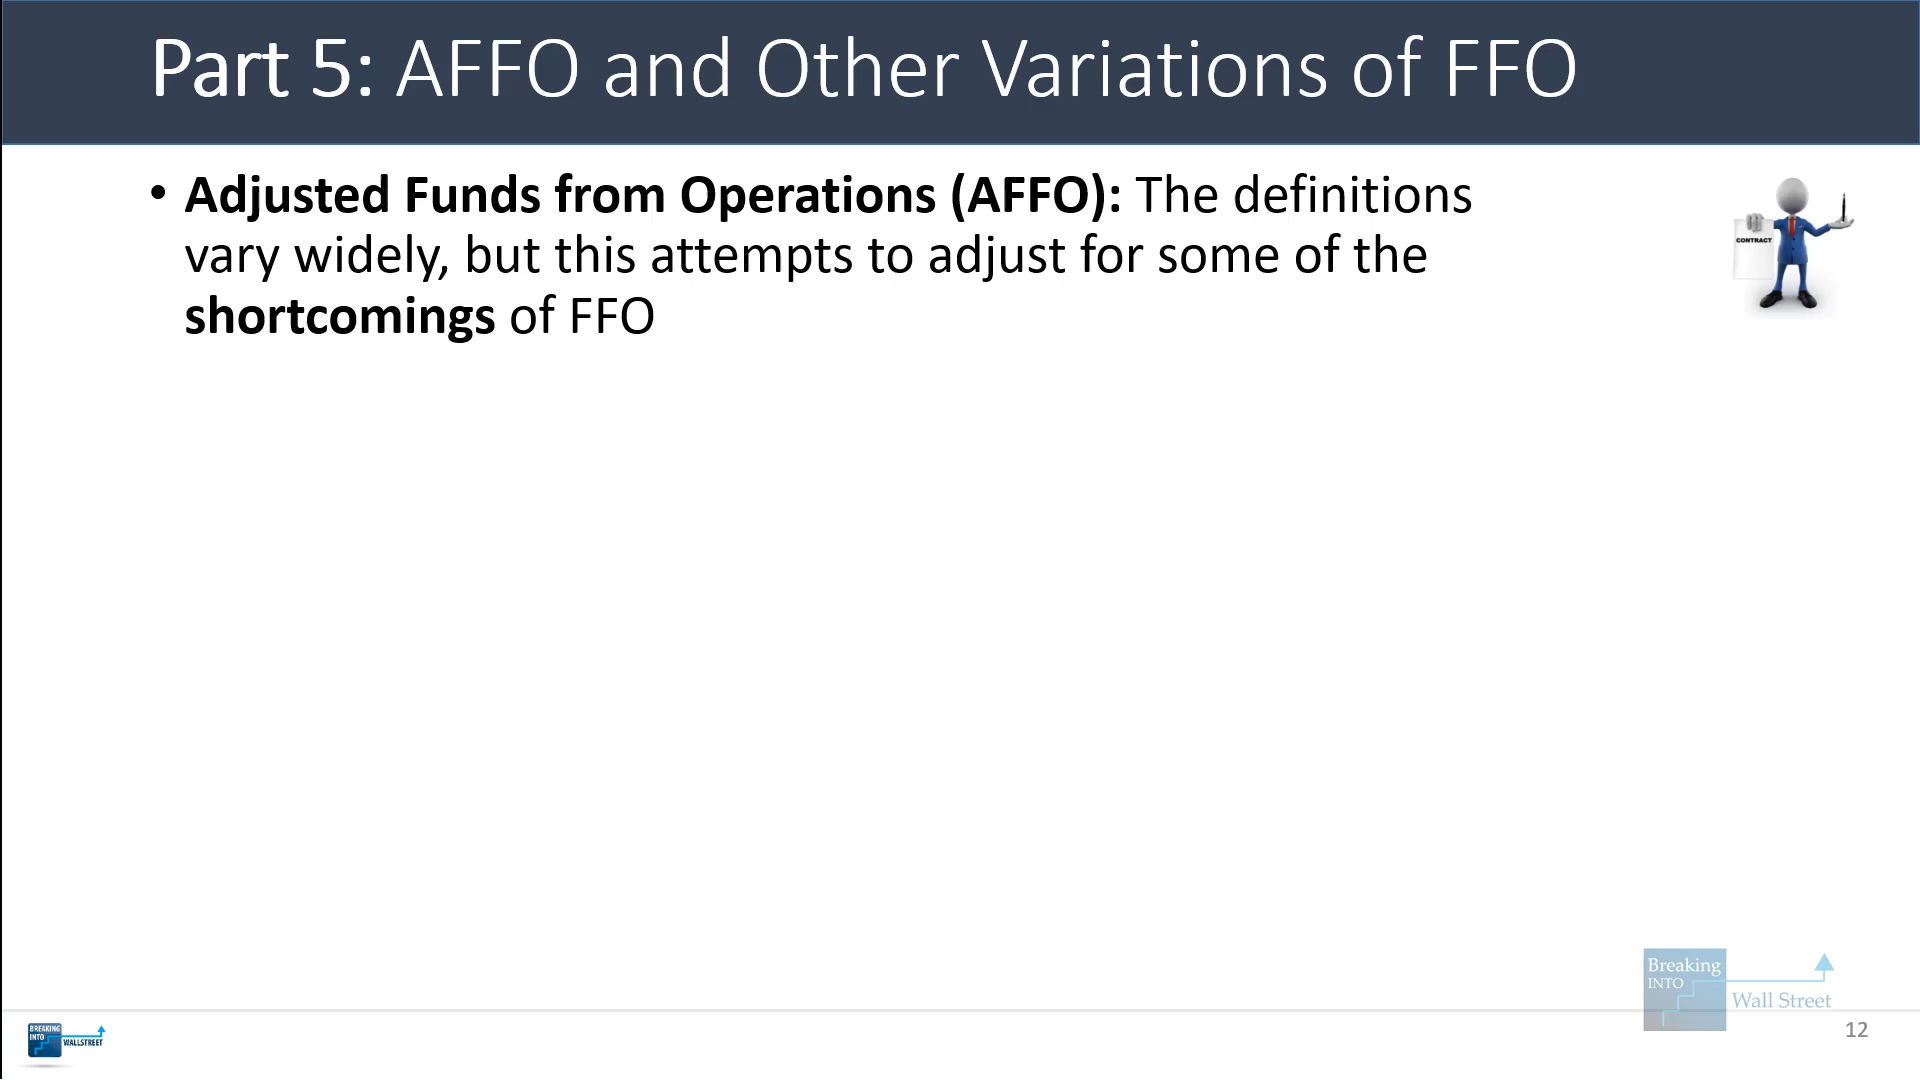 Part 5: AFFO and Other Variations of FFO
• Adjusted Funds from Operations (AFFO): The definitions
vary widely, but this attempts to adjust for some of the
shortcomings of FFO
CONTRACT
Breaking
INTO
Wall Street
BREAKING
INTO
WALLSTREET
12